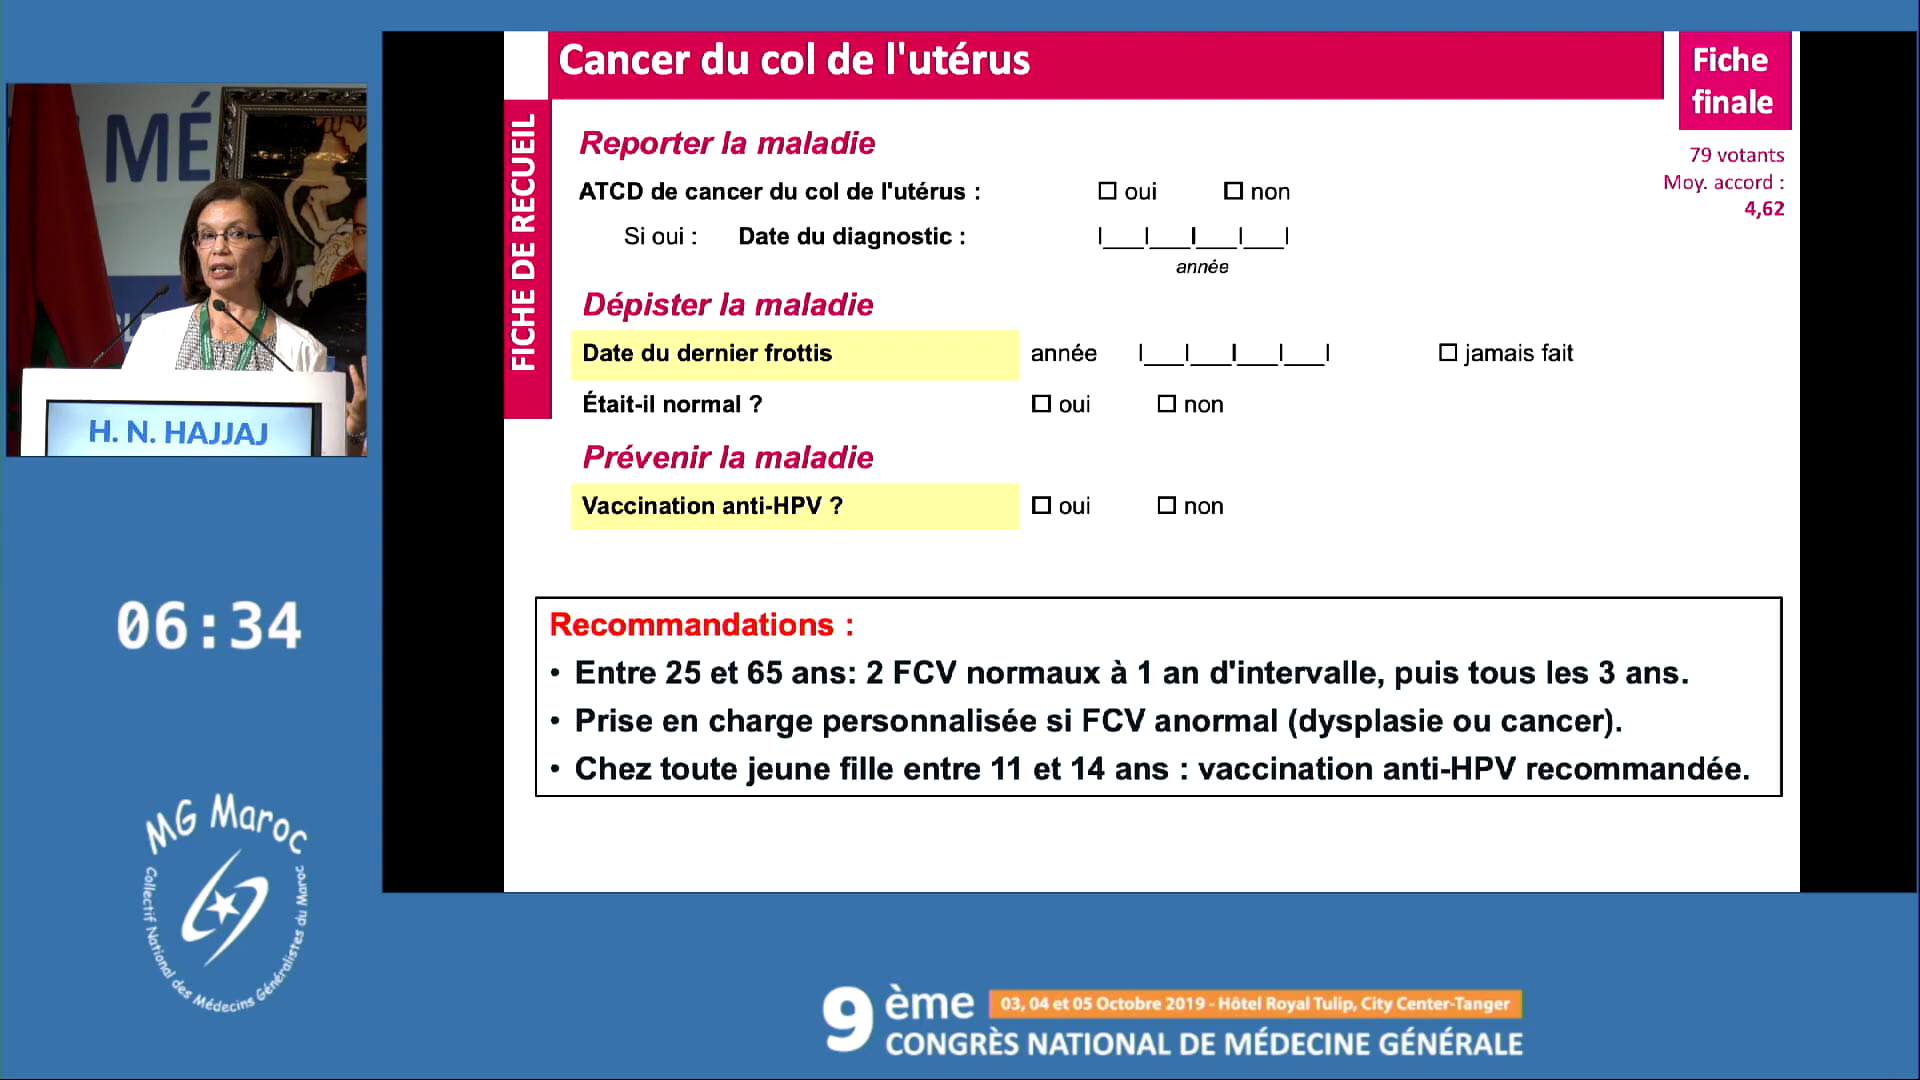 Cancer du col de l'utérus
Fiche
finale
79 votants
Moy. accord :
4,62
FICHE DE RECUEIL
Reporter la maladie
ATCD de cancer du col de l'utérus : oui non
Si oui : Date du diagnostic :
année
Dépister la maladie
Date du dernier frottis année jamais fait
Était-il normal ? oui non
Prévenir la maladie
Vaccination anti-HPV ? oui non
Recommandations :
• Entre 25 et 65 ans: 2 FCV normaux à 1 an d'intervalle, puis tous les 3 ans.
• Prise en charge personnalisée si FCV anormal (dysplasie ou cancer).
• Chez toute jeune fille entre 11 et 14 ans : vaccination anti-HPV recommandée.
MÉ
H. N. HAJJAJ
06:34
MG Maroc
Collectif National des Médecins Généralistes du Maroc
9 ème
03, 04 et 05 Octobre 2019 - Hôtel Royal Tulip, City Center-Tanger
CONGRÈS NATIONAL DE MÉDECINE GÉNÉRALE